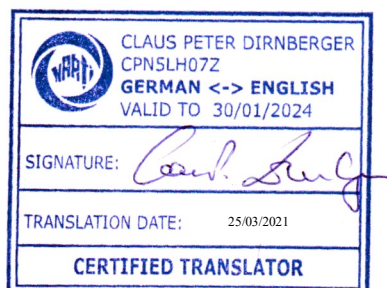 NAATI
CLAUS PETER DIRNBERGER
CPN5LH07Z
GERMAN <-> ENGLISH
VALID TO 30/01/2024
SIGNATURE:
TRANSLATION DATE: 25/03/2021
CERTIFIED TRANSLATOR